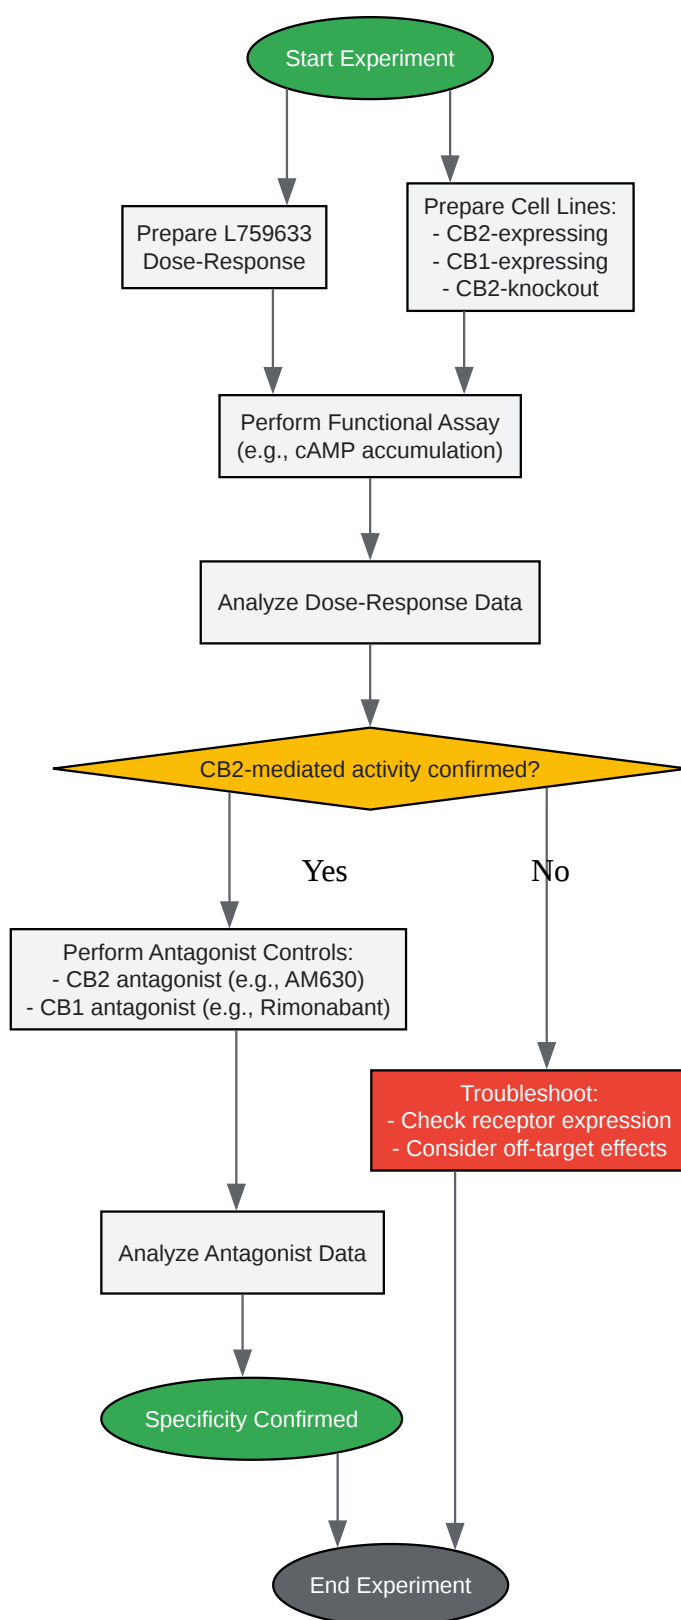 Start Experiment
Prepare L759633
Dose-Response
Prepare Cell Lines:
- CB2-expressing
- CB1-expressing
- CB2-knockout
Perform Functional Assay
(e.g., cAMP accumulation)
Analyze Dose-Response Data
CB2-mediated activity confirmed?
Yes
No
Perform Antagonist Controls:
- CB2 antagonist (e.g., AM630)
- CB1 antagonist (e.g., Rimonabant)
Troubleshoot:
- Check receptor expression
- Consider off-target effects
Analyze Antagonist Data
Specificity Confirmed
End Experiment